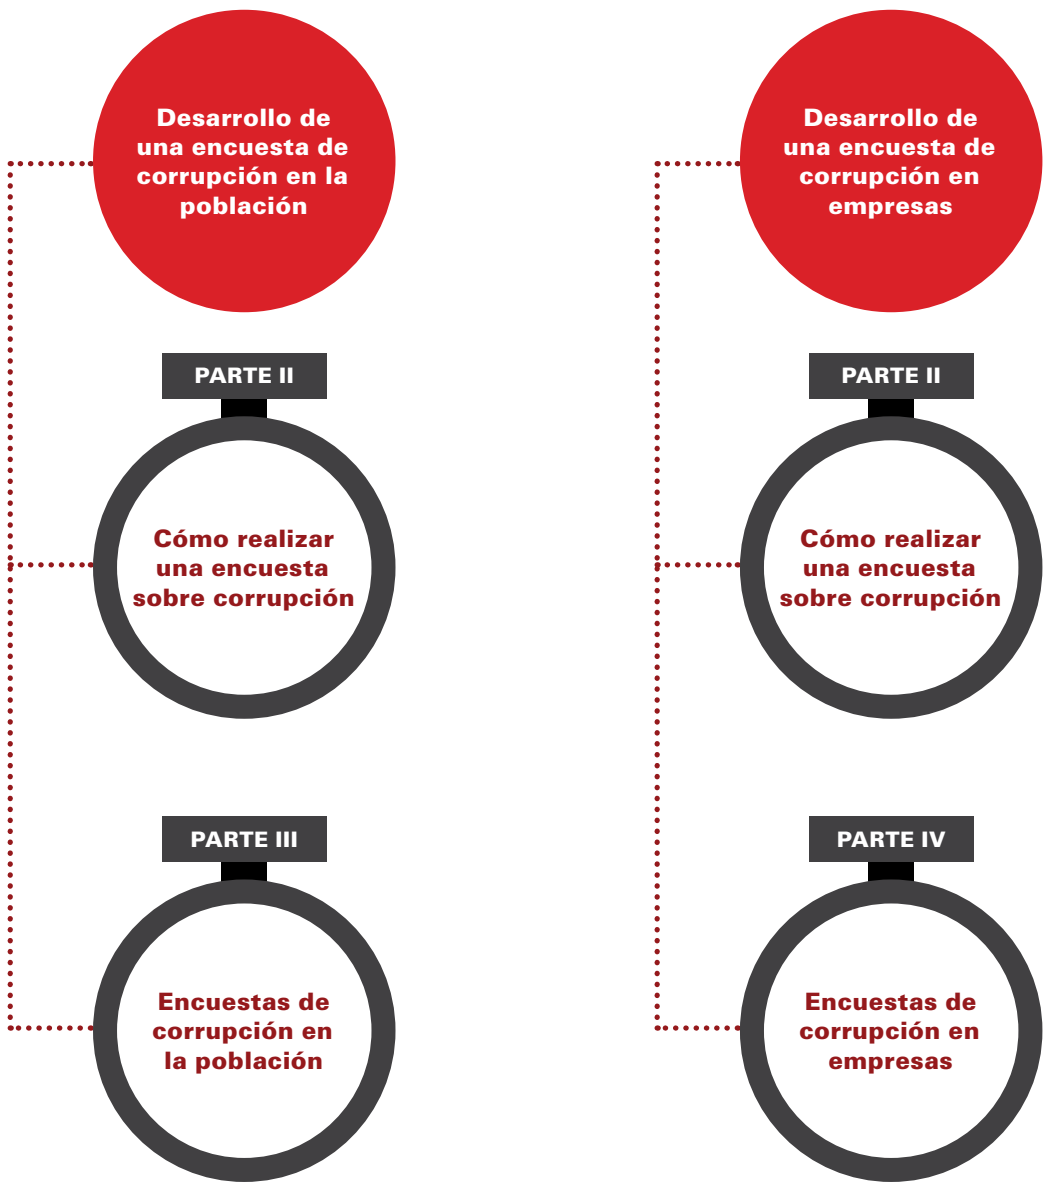 Desarrollo de
una encuesta de
corrupción en la
población
PARTE II
Cómo realizar
una encuesta
sobre corrupción
PARTE III
Encuestas de
corrupción en
la población
Desarrollo de
una encuesta de
corrupción en
empresas
PARTE II
Cómo realizar
una encuesta
sobre corrupción
PARTE IV
Encuestas de
corrupción en
empresas